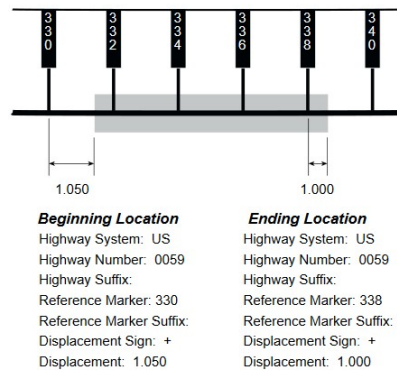 330 332 334 336 338 340
1.050 1.000
Beginning Location
Highway System: US
Highway Number: 0059
Highway Suffix:
Reference Marker: 330
Reference Marker Suffix:
Displacement Sign: +
Displacement: 1.050
Ending Location
Highway System: US
Highway Number: 0059
Highway Suffix:
Reference Marker: 338
Reference Marker Suffix:
Displacement Sign: +
Displacement: 1.000